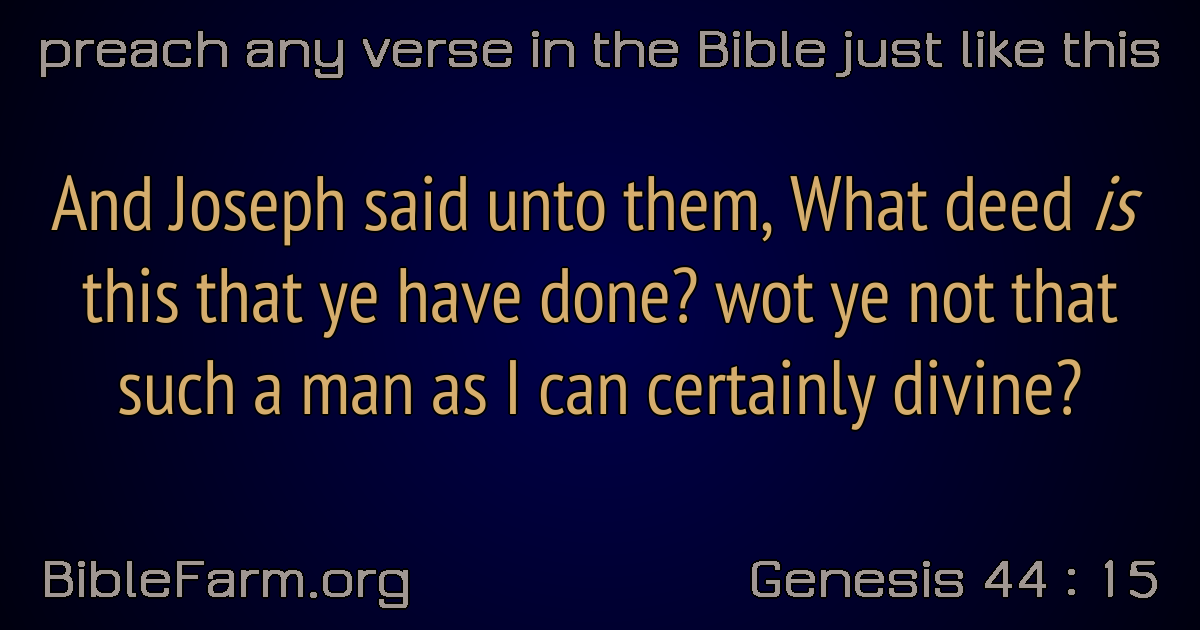 preach any verse in the Bible just like this
And Joseph said unto them, What deed is
this that ye have done? wot ye not that
such a man as I can certainly divine?
BibleFarm.org
Genesis 44 : 15